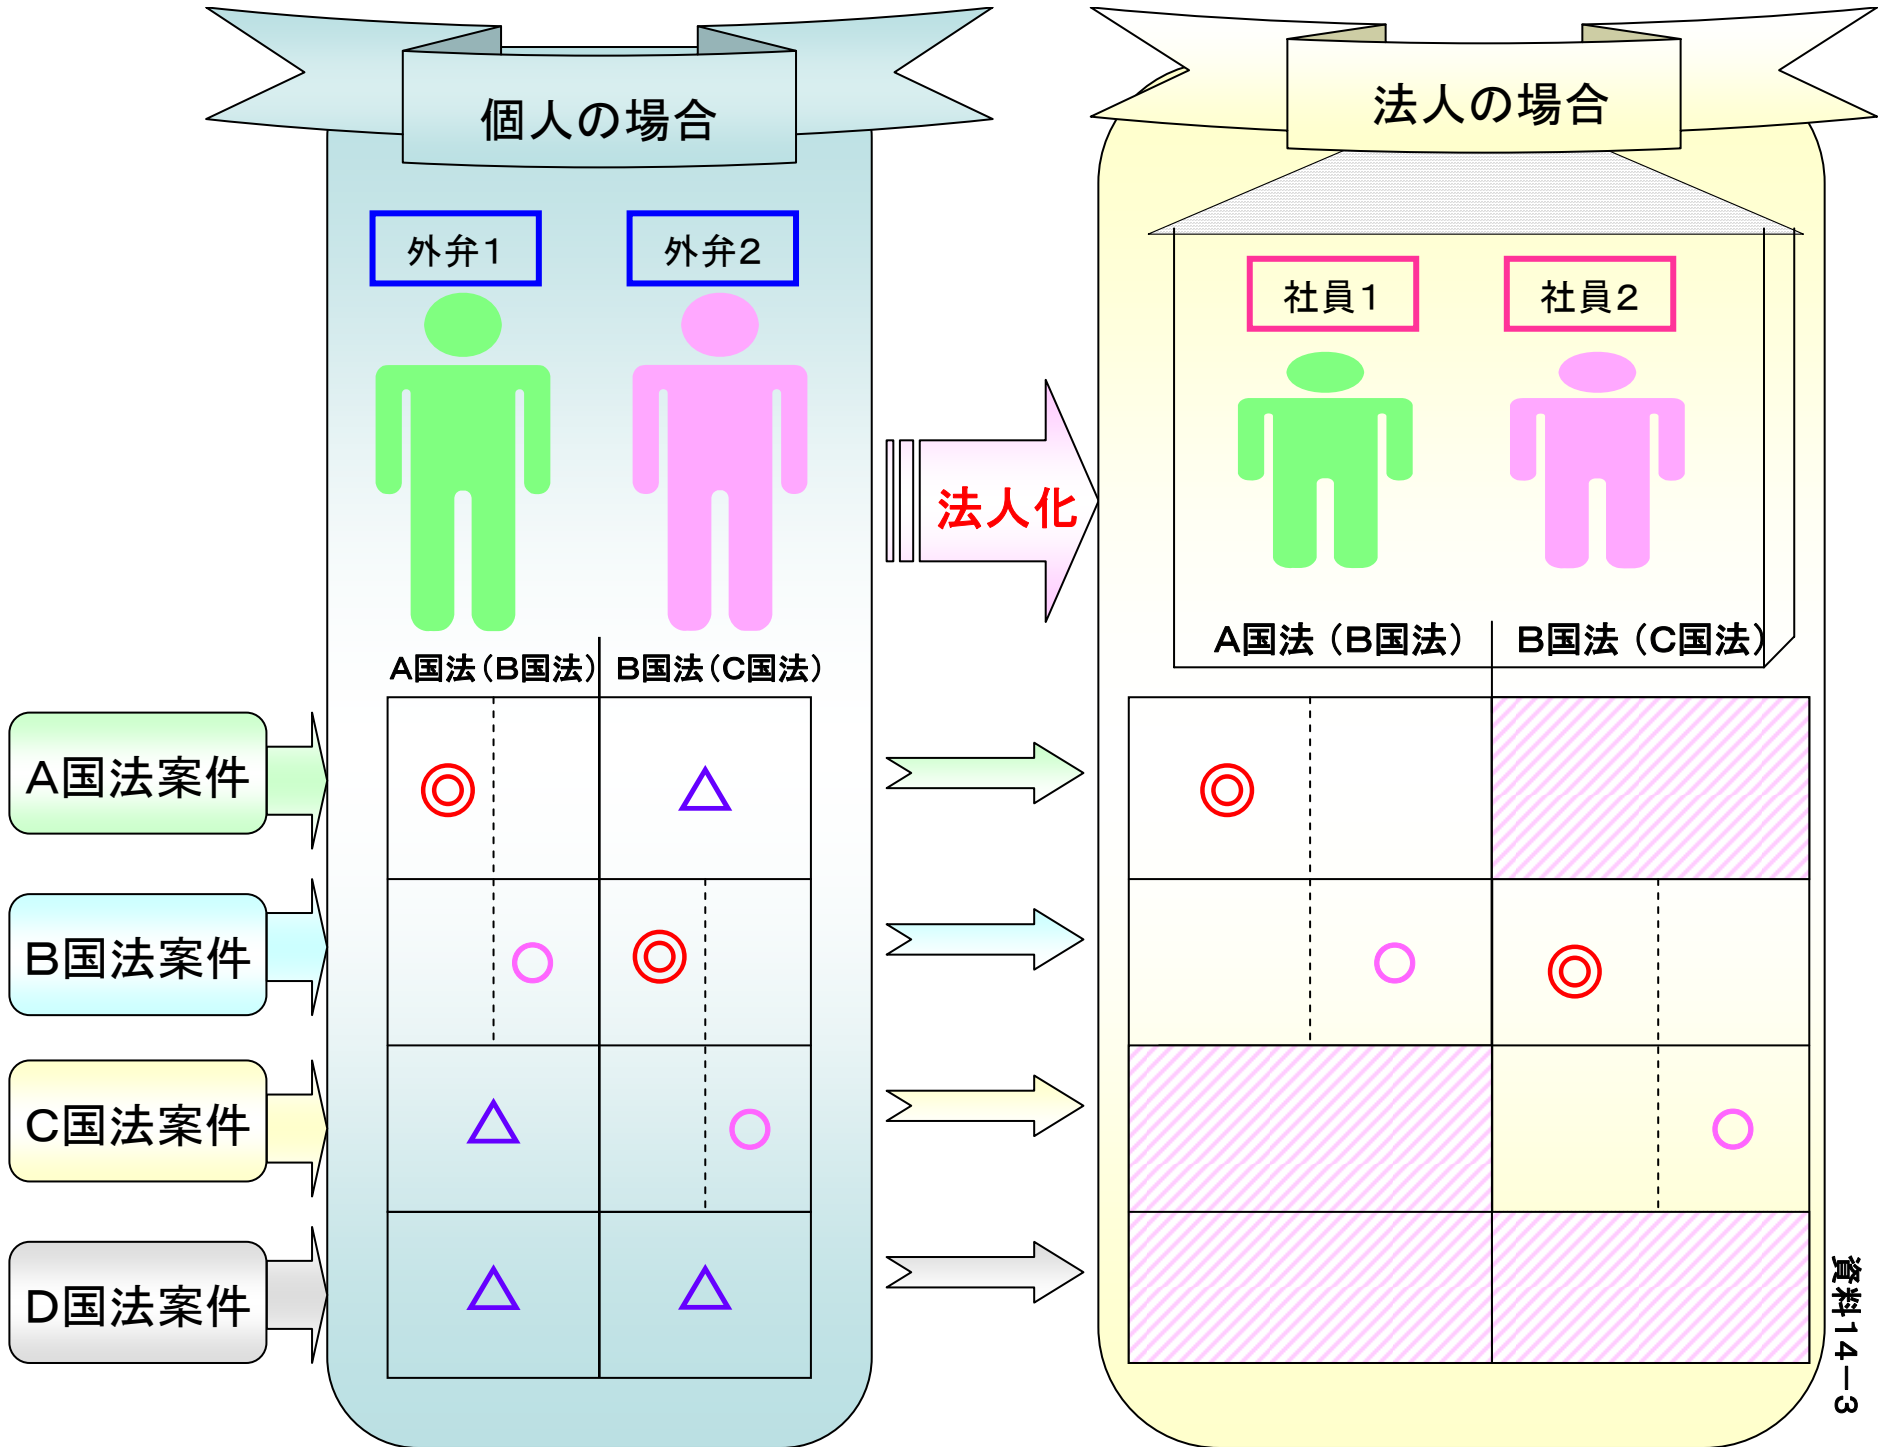 個人の場合
法人の場合
外弁１
外弁２
社員１
社員２
法人化
A国法（B国法）
B国法（C国法）
A国法（B国法）
B国法（C国法）
A国法案件
◎
△
◎
B国法案件
○
◎
○
◎
C国法案件
△
○
○
D国法案件
△
△
資料１４－３